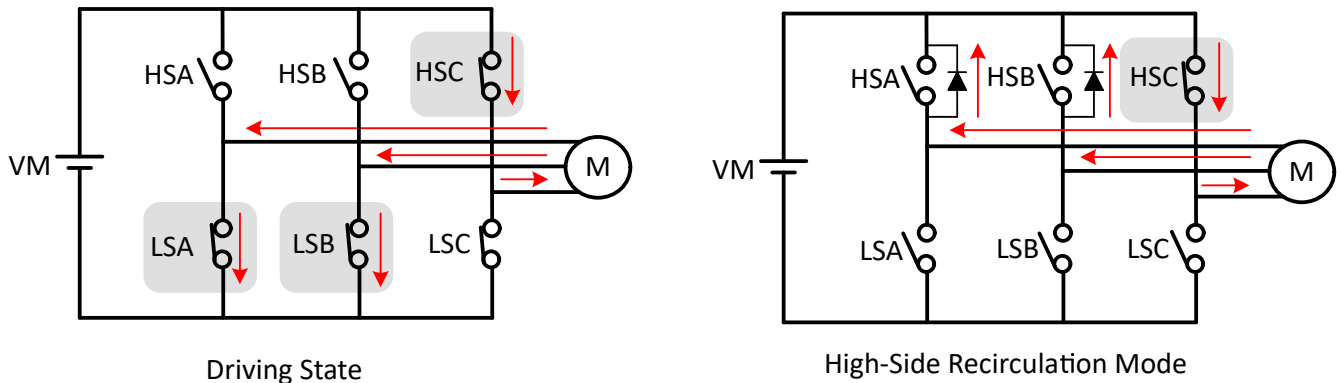 HSA HSB HSC
VM M
LSA LSB LSC
Driving State
HSA HSB HSC
VM M
LSA LSB LSC
High-Side Recirculation Mode